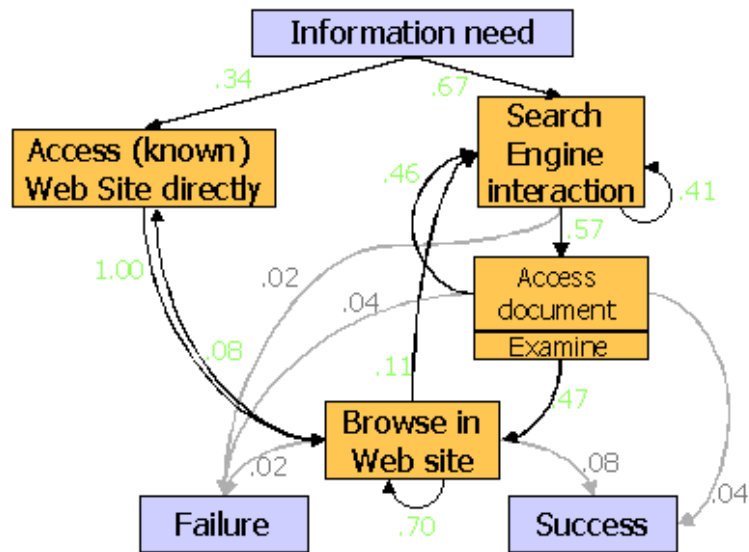 Information need
.34
.67
Access (known)
Web Site directly
Search
Engine
interaction
.46
.41
.57
1.00
.02
.04
Access
document
Examine
.08
.11
.47
Browse in
Web site
.02
.08
.04
.70
Failure
Success